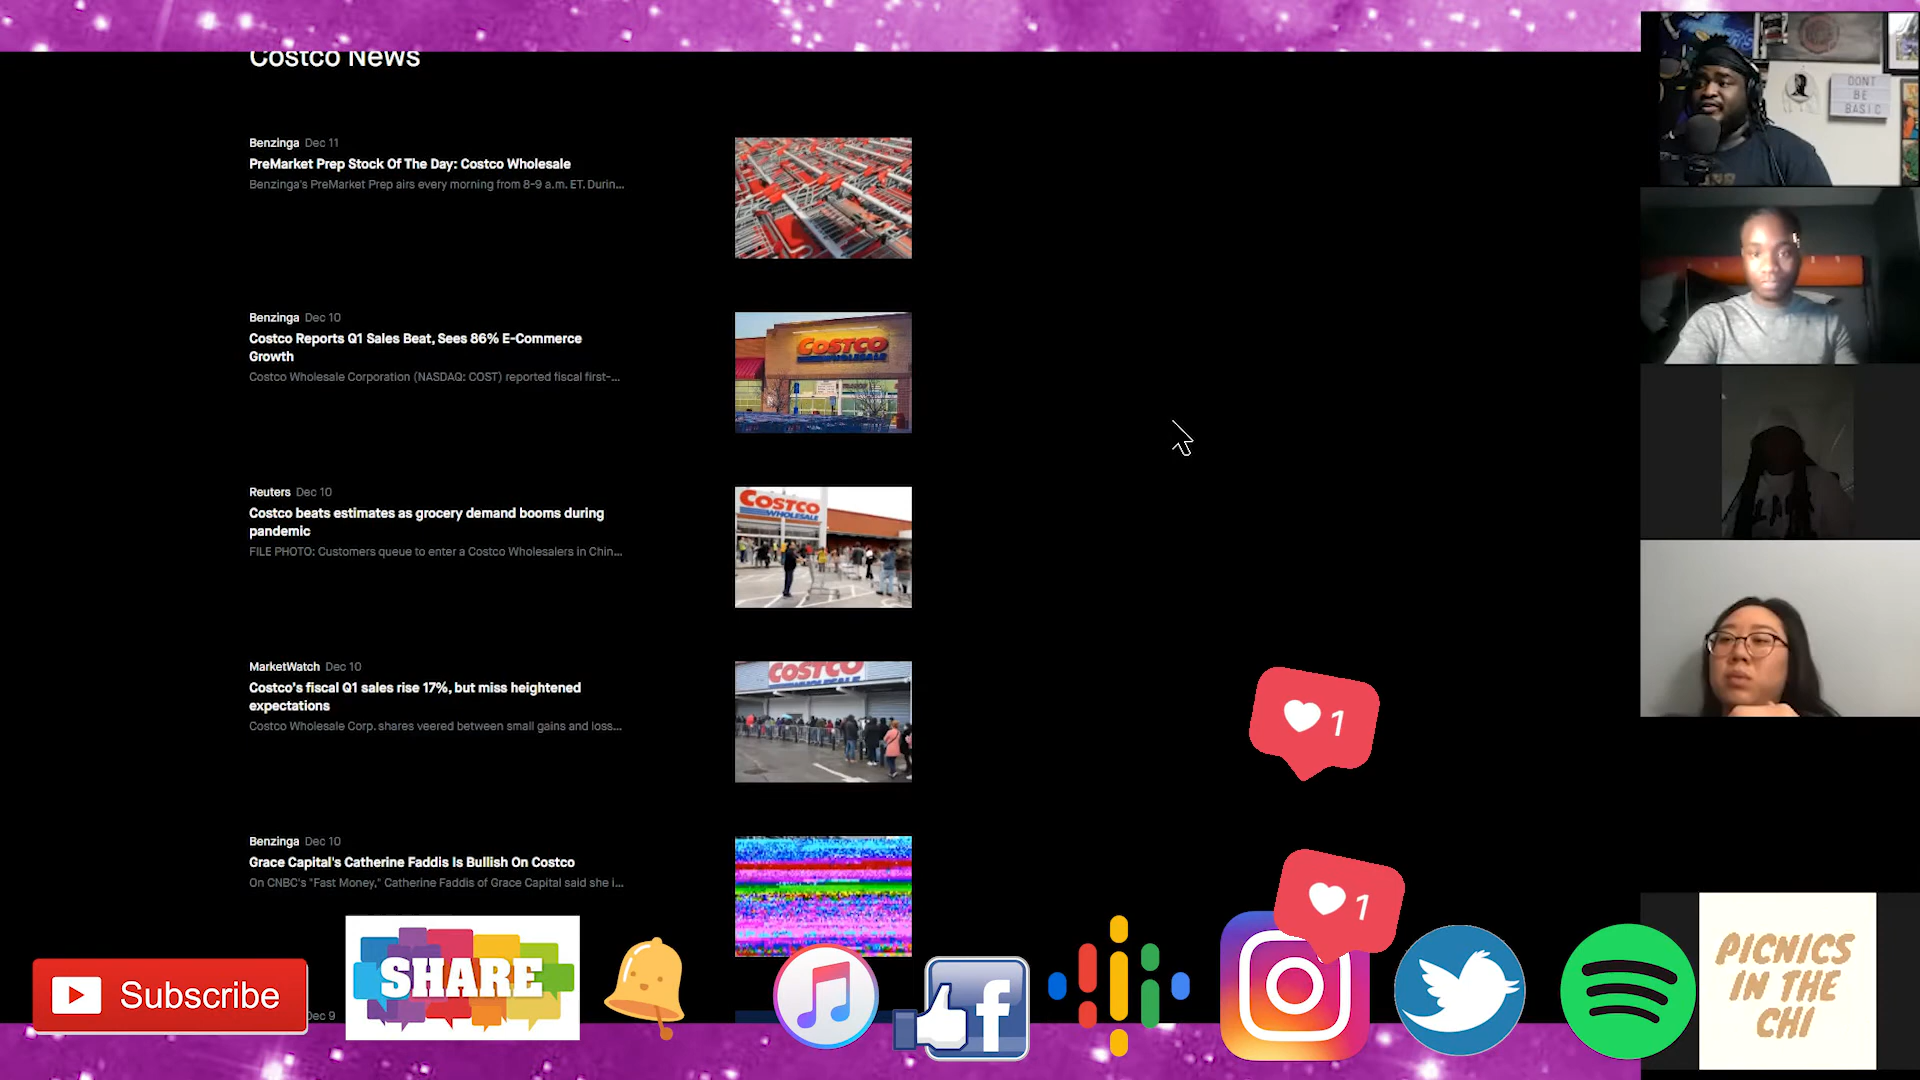 Costco News
Benzinga Dec 11
PreMarket Prep Stock Of The Day: Costco Wholesale
Benzinga's PreMarket Prep airs every morning from 8-9 a.m. ET. Durin...
Benzinga Dec 10
Costco Reports Q1 Sales Beat, Sees 86% E-Commerce
Growth
Costco Wholesale Corporation (NASDAQ: COST) reported fiscal first-...
COSTCO
WHOLESALE
Reuters Dec 10
Costco beats estimates as grocery demand booms during
pandemic
FILE PHOTO: Customers queue to enter a Costco Wholesalers in Chin...
COSTCO
WHOLESALE
MarketWatch Dec 10
Costco's fiscal Q1 sales rise 17%, but miss heightened
expectations
Costco Wholesale Corp. shares veered between small gains and loss...
COSTCO
WHOLESALE
Benzinga Dec 10
Grace Capital's Catherine Faddis Is Bullish On Costco
On CNBC's "Fast Money," Catherine Faddis of Grace Capital said she i...
Dec 9
DONT
BE
BASIC
1
1
Subscribe
SHARE
f
PICNICS
IN THE
CHI